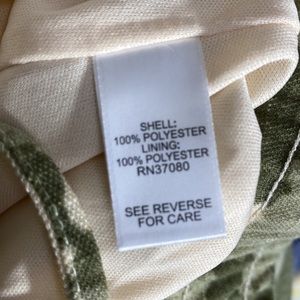 SHELL:
100% POLYESTER
LINING:
100% POLYESTER
RN37080
SEE REVERSE
FOR CARE